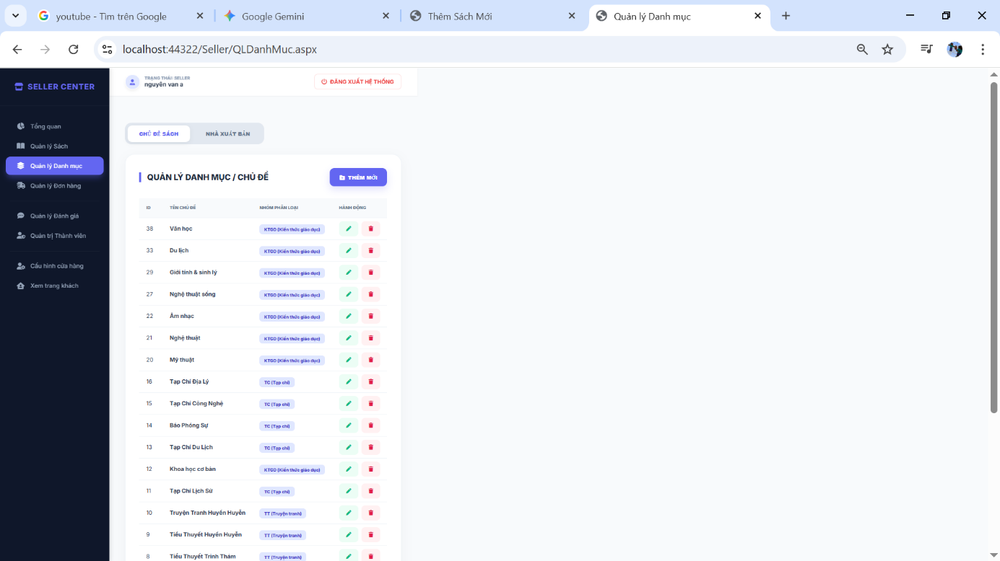 youtube - Tìm trên Google
Google Gemini
Thêm Sách Mới
Quản lý Danh mục
localhost:44322/Seller/QLDanhMuc.aspx
SELLER CENTER
TRẠNG THÁI: SELLER
nguyên van a
ĐĂNG XUẤT HỆ THỐNG
Tổng quan
Quản lý Sách
Quản lý Danh mục
Quản lý Đơn hàng
Quản lý Đánh giá
Quản trị Thành viên
Cấu hình cửa hàng
Xem trang khách
CHỦ ĐỀ SÁCH
NHÀ XUẤT BẢN
QUẢN LÝ DANH MỤC / CHỦ ĐỀ
THÊM MỚI
ID TÊN CHỦ ĐỀ NHÓM PHÂN LOẠI HÀNH ĐỘNG
38 Văn học KTGD (Kiến thức giáo dục)
33 Du lịch KTGD (Kiến thức giáo dục)
29 Giới tính & sinh lý KTGD (Kiến thức giáo dục)
27 Nghệ thuật sống KTGD (Kiến thức giáo dục)
22 Âm nhạc KTGD (Kiến thức giáo dục)
21 Nghệ thuật KTGD (Kiến thức giáo dục)
20 Mỹ thuật KTGD (Kiến thức giáo dục)
16 Tạp Chí Địa Lý TC (Tạp chí)
15 Tạp Chí Công Nghệ TC (Tạp chí)
14 Báo Phóng Sự TC (Tạp chí)
13 Tạp Chí Du Lịch TC (Tạp chí)
12 Khoa học cơ bản KTGD (Kiến thức giáo dục)
11 Tạp Chí Lịch Sử TC (Tạp chí)
10 Truyện Tranh Huyền Huyễn TT (Truyện tranh)
9 Tiểu Thuyết Huyền Huyễn TT (Truyện tranh)
8 Tiểu Thuyết Trinh Thám TT (Truyện tranh)